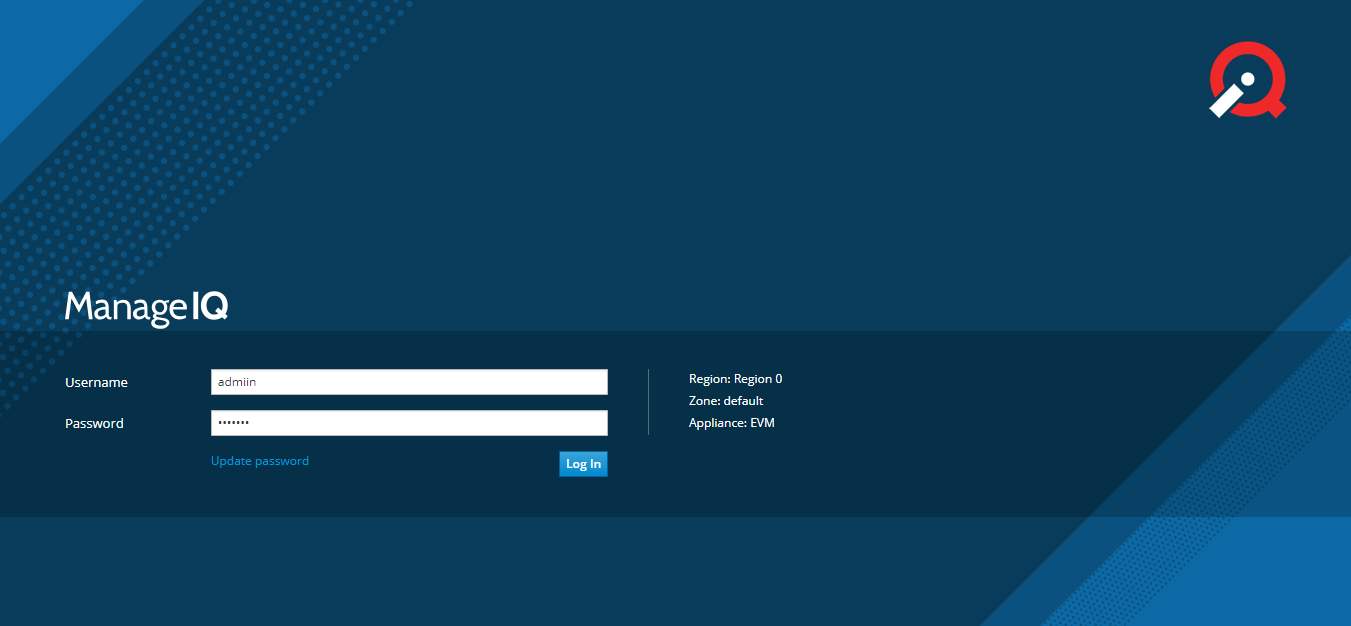 ManageIQ
Username
admiin
Password
•••••••
Update password
Log In
Region: Region 0
Zone: default
Appliance: EVM